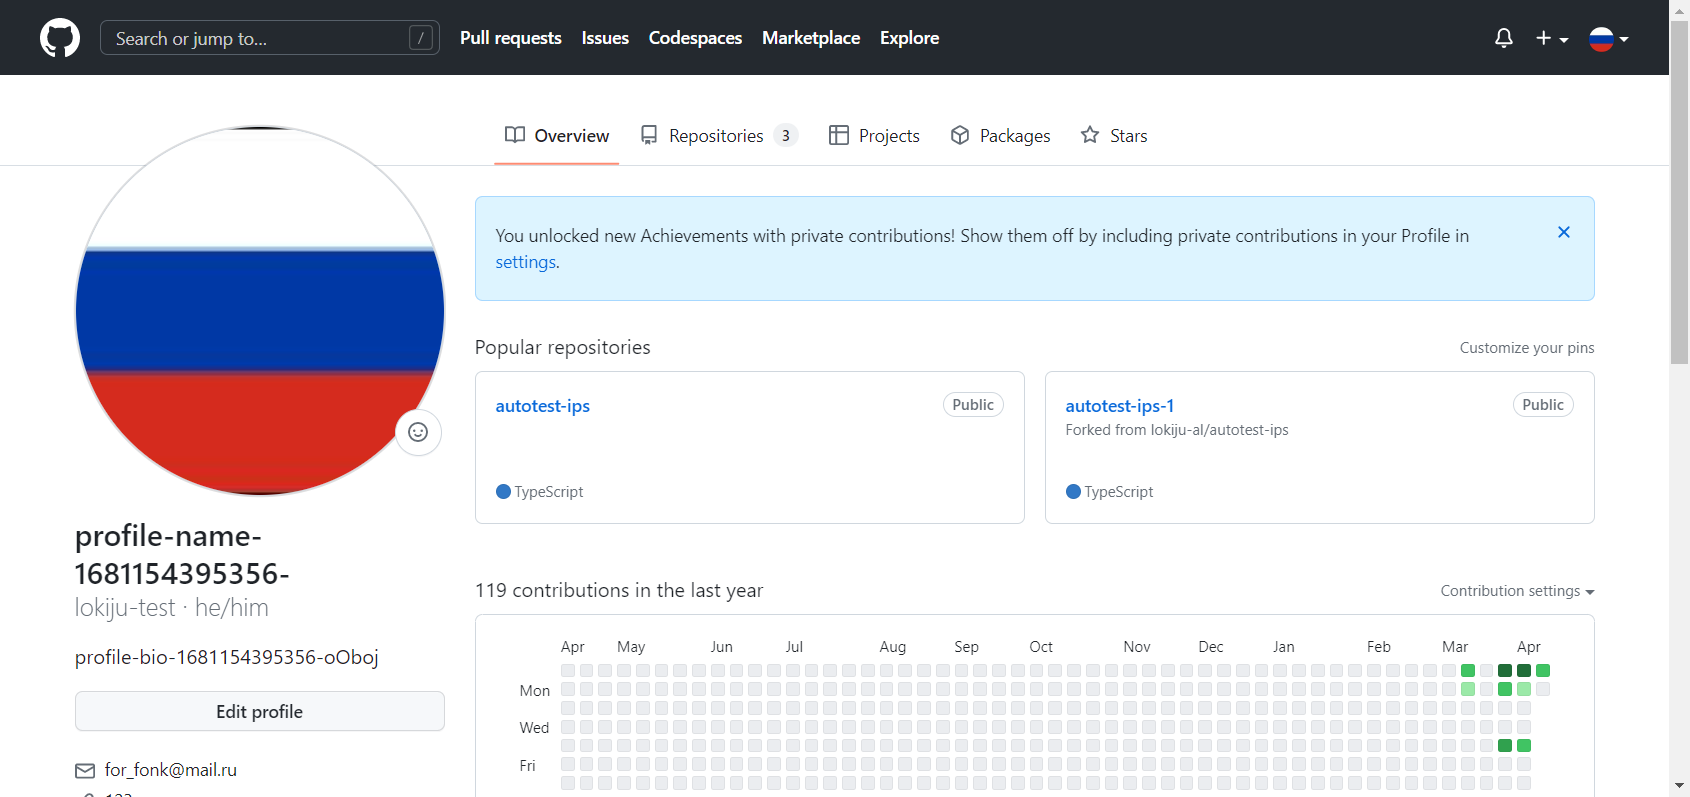 Search or jump to... /
Pull requests Issues Codespaces Marketplace Explore
Overview Repositories 3 Projects Packages Stars
You unlocked new Achievements with private contributions! Show them off by including private contributions in your Profile in
settings.
Popular repositories Customize your pins
autotest-ips Public
TypeScript
autotest-ips-1 Public
Forked from lokiju-al/autotest-ips
TypeScript
profile-name-
1681154395356-
lokiju-test · he/him
profile-bio-1681154395356-oOboj
Edit profile
for_fonk@mail.ru
119 contributions in the last year Contribution settings
Apr May Jun Jul Aug Sep Oct Nov Dec Jan Feb Mar Apr
Mon
Wed
Fri